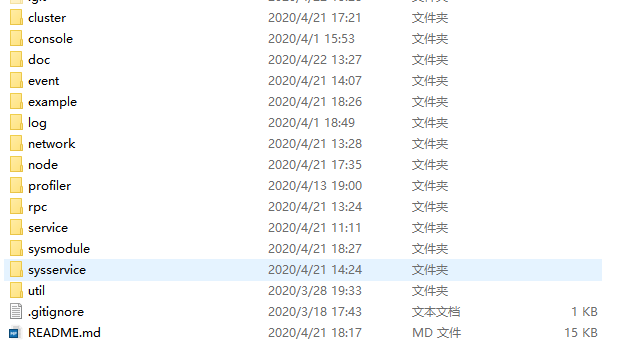 cluster 2020/4/21 17:21 文件夹
console 2020/4/1 15:53 文件夹
doc 2020/4/22 13:27 文件夹
event 2020/4/21 14:07 文件夹
example 2020/4/21 18:26 文件夹
log 2020/4/1 18:49 文件夹
network 2020/4/21 13:28 文件夹
node 2020/4/21 17:35 文件夹
profiler 2020/4/13 19:00 文件夹
rpc 2020/4/21 13:24 文件夹
service 2020/4/21 11:11 文件夹
sysmodule 2020/4/21 18:27 文件夹
sysservice 2020/4/21 14:24 文件夹
util 2020/3/28 19:33 文件夹
.gitignore 2020/3/18 17:43 文本文档 1 KB
README.md 2020/4/21 18:17 MD 文件 15 KB